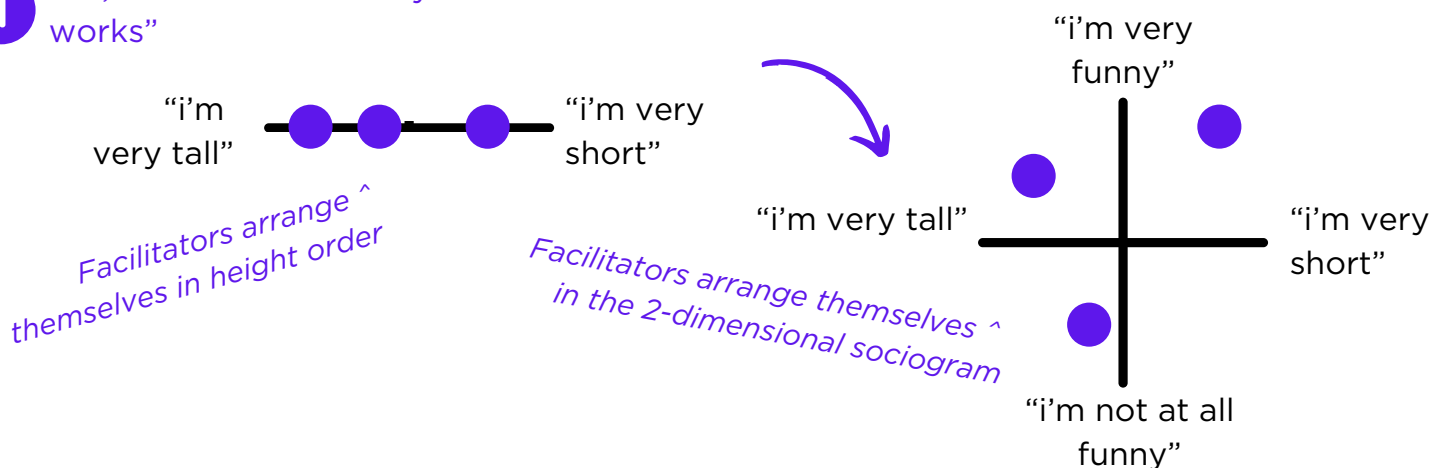 works”
“i’m
very tall”
“i’m very
short”
Facilitators arrange ^
themselves in height order
“i’m very
funny”
“i’m very tall”
“i’m very
short”
Facilitators arrange themselves ^
in the 2-dimensional sociogram
“i’m not at all
funny”